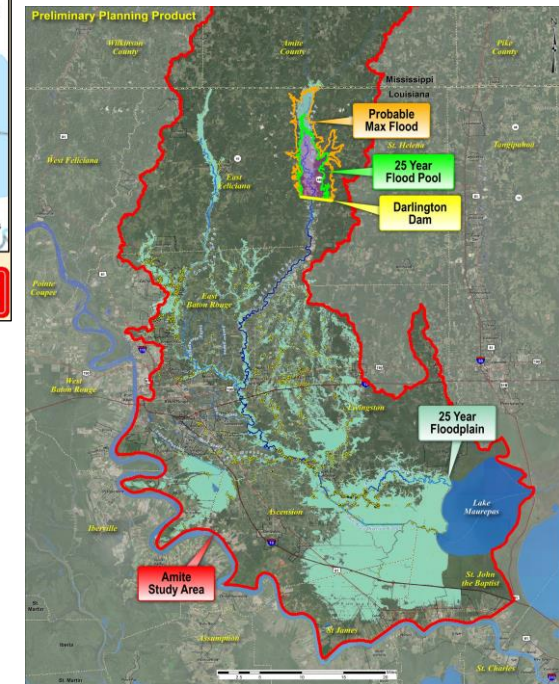 Preliminary Planning Product
Wilkinson
County
Amite
County
Pike
County
Mississippi
Louisiana
Probable
Max Flood
St. Helena
25 Year
Flood Pool
Darlington
Dam
West Feliciana
East
Feliciana
Tangipahoa
Pointe
Coupee
East
Baton Rouge
West
Baton Rouge
Livingston
25 Year
Floodplain
Lake
Maurepas
Iberville
Ascension
Amite
Study Area
St. John
the Baptist
Assumption
St James
St. Charles